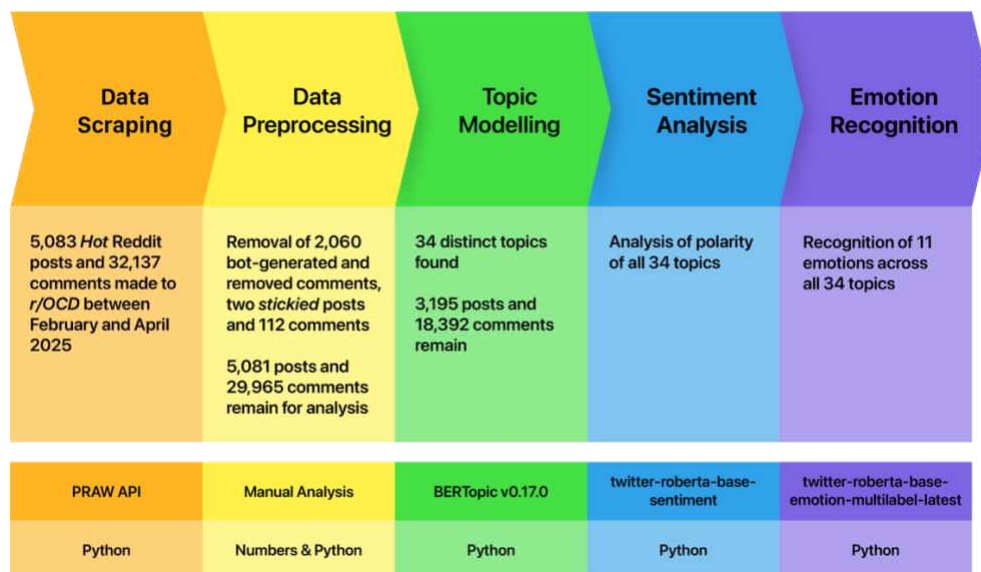 Data
Scraping
Data
Preprocessing
Topic
Modelling
Sentiment
Analysis
Emotion
Recognition
5,083 Hot Reddit
posts and 32,137
comments made to
r/OCD between
February and April
2025
Removal of 2,060
bot-generated and
removed comments,
two stickied posts
and 112 comments
5,081 posts and
29,965 comments
remain for analysis
34 distinct topics
found
3,195 posts and
18,392 comments
remain
Analysis of polarity
of all 34 topics
Recognition of 11
emotions across
all 34 topics
PRAW API
Manual Analysis
BERTopic v0.17.0
twitter-roberta-base-
sentiment
twitter-roberta-base-
emotion-multilabel-latest
Python
Numbers & Python
Python
Python
Python